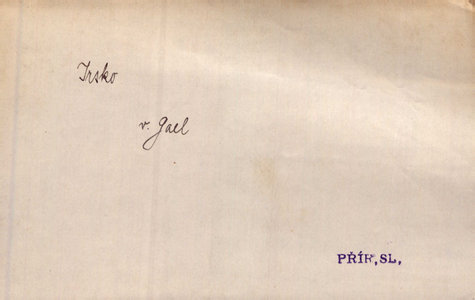 Irsko
v. Gael
PŘÍR,SL,